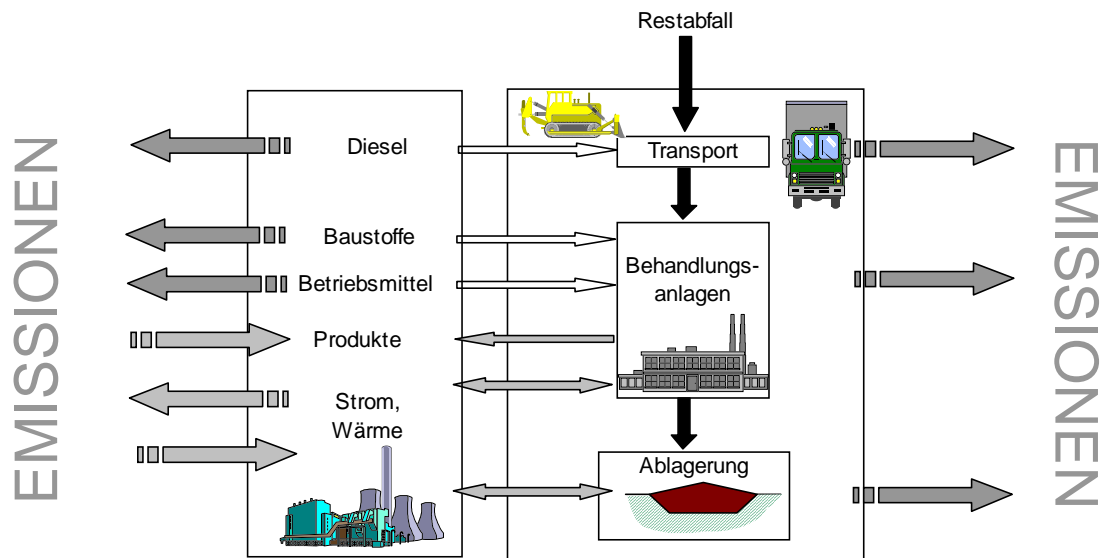 Restabfall
EMISSIONEN
Diesel
Transport
Baustoffe
Betriebsmittel
Behandlungs-
anlagen
Produkte
Strom,
Wärme
Ablagerung
EMISSIONEN